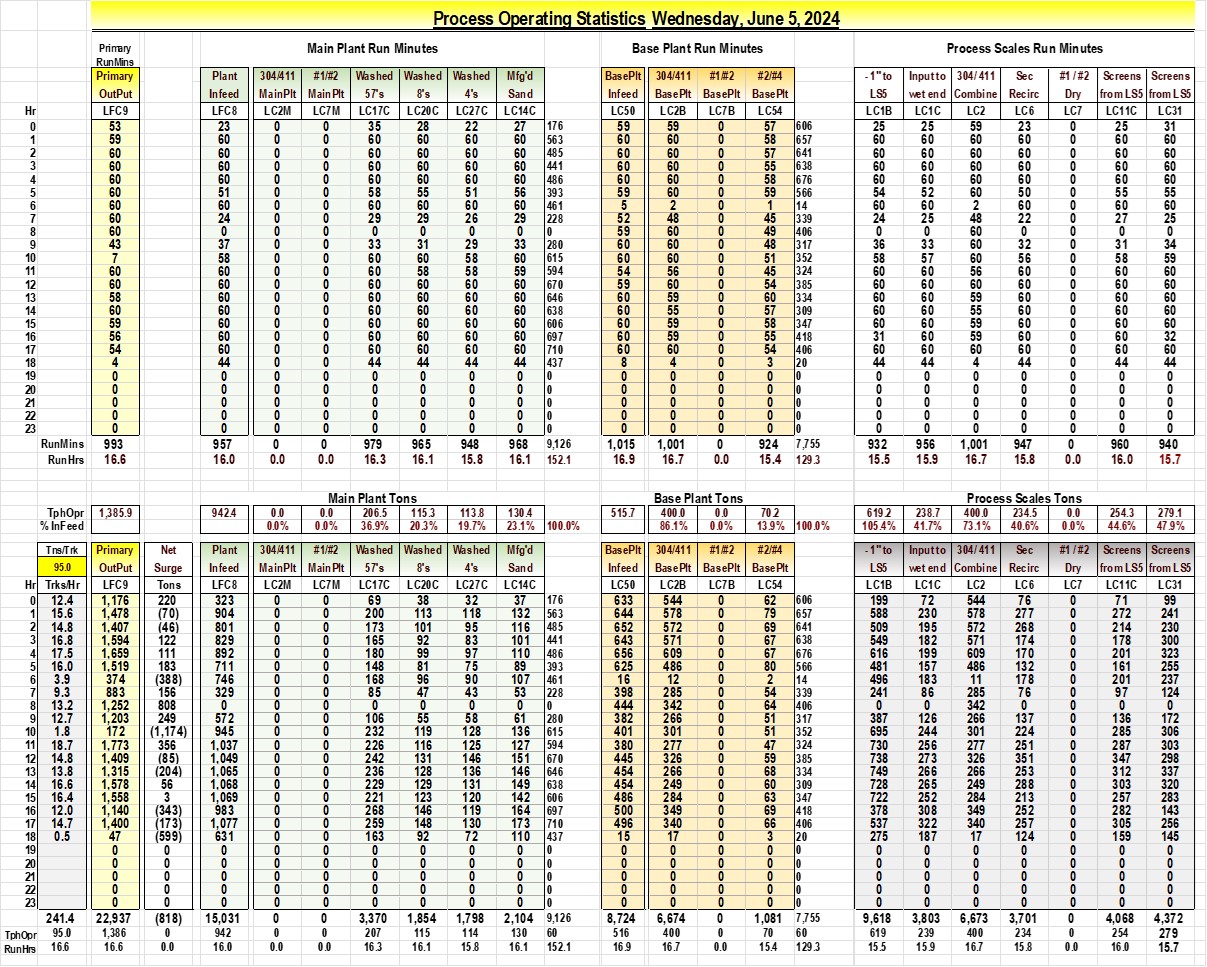 Process Operating Statistics Wednesday, June 5, 2024
Primary RunMins Main Plant Run Minutes Base Plant Run Minutes Process Scales Run Minutes
Primary Plant 304/411 #1/#2 Washed Washed Washed Mfg'd BasePlt 304/411 #1/#2 #2/#4 - 1" to Input to 304/ 411 Sec #1 / #2 Screens Screens
OutPut Infeed MainPlt MainPlt 57's 8's 4's Sand Infeed BasePlt BasePlt BasePlt LS5 wet end Combine Recirc Dry from LS5 from LS5
Hr LFC9 LFC8 LC2M LC7M LC17C LC20C LC27C LC14C LC50 LC2B LC7B LC54 LC1B LC1C LC2 LC6 LC7 LC11C LC31
0 53 23 0 0 35 28 22 27 176 59 59 0 57 606 25 25 59 23 0 25 31
1 59 60 0 0 60 60 60 60 563 60 60 0 58 657 60 60 60 60 0 60 60
2 60 60 0 0 60 60 60 60 485 60 60 0 57 641 60 60 60 60 0 60 60
3 60 60 0 0 60 60 60 60 441 60 60 0 55 638 60 60 60 60 0 60 60
4 60 60 0 0 60 60 60 60 486 60 60 0 58 676 60 60 60 60 0 60 60
5 60 51 0 0 58 55 51 56 393 59 60 0 59 566 54 52 60 50 0 55 55
6 60 60 0 0 60 60 60 60 461 5 2 0 1 14 60 60 2 60 0 60 60
7 60 24 0 0 29 29 26 29 228 52 48 0 45 339 24 25 48 22 0 27 25
8 60 0 0 0 0 0 0 0 0 59 60 0 49 406 0 0 60 0 0 0 0
9 43 37 0 0 33 31 29 33 280 60 60 0 48 317 36 33 60 32 0 31 34
10 7 58 0 0 60 60 58 60 615 60 60 0 51 352 58 57 60 56 0 58 59
11 60 60 0 0 60 58 58 59 594 54 56 0 45 324 60 60 56 60 0 60 60
12 60 60 0 0 60 60 60 60 670 59 60 0 54 385 60 60 60 60 0 60 60
13 58 60 0 0 60 60 60 60 646 60 59 0 60 334 60 60 59 60 0 60 60
14 60 60 0 0 60 60 60 60 638 60 55 0 57 309 60 60 55 60 0 60 60
15 59 60 0 0 60 60 60 60 606 60 59 0 58 347 60 60 59 60 0 60 60
16 56 60 0 0 60 60 60 60 697 60 59 0 55 418 31 60 59 60 0 60 32
17 54 60 0 0 60 60 60 60 710 60 60 0 54 406 60 60 60 60 0 60 60
18 4 44 0 0 44 44 44 44 437 8 4 0 3 20 44 44 4 44 0 44 44
19 0 0 0 0 0 0 0 0 0 0 0 0 0 0 0 0 0 0 0 0 0
20 0 0 0 0 0 0 0 0 0 0 0 0 0 0 0 0 0 0 0 0 0
21 0 0 0 0 0 0 0 0 0 0 0 0 0 0 0 0 0 0 0 0 0
22 0 0 0 0 0 0 0 0 0 0 0 0 0 0 0 0 0 0 0 0 0
23 0 0 0 0 0 0 0 0 0 0 0 0 0 0 0 0 0 0 0 0 0
RunMins 993 957 0 0 979 965 948 968 9,126 1,015 1,001 0 924 7,755 932 956 1,001 947 0 960 940
RunHrs 16.6 16.0 0.0 0.0 16.3 16.1 15.8 16.1 152.1 16.9 16.7 0.0 15.4 129.3 15.5 15.9 16.7 15.8 0.0 16.0 15.7
Main Plant Tons Base Plant Tons Process Scales Tons
TphOpr 1,385.9 942.4 0.0 0.0 206.5 115.3 113.8 130.4 515.7 400.0 0.0 70.2 619.2 238.7 400.0 234.5 0.0 254.3 279.1
% InFeed 0.0% 0.0% 36.9% 20.3% 19.7% 23.1% 100.0% 86.1% 0.0% 13.9% 100.0% 105.4% 41.7% 73.1% 40.6% 0.0% 44.6% 47.9%
Tns/Trk Primary Net Plant 304/411 #1/#2 Washed Washed Washed Mfg'd BasePlt 304/411 #1/#2 #2/#4 - 1" to Input to 304/ 411 Sec #1 / #2 Screens Screens
95.0 OutPut Surge Infeed MainPlt MainPlt 57's 8's 4's Sand Infeed BasePlt BasePlt BasePlt LS5 wet end Combine Recirc Dry from LS5 from LS5
Hr Trks/Hr LFC9 Tons LFC8 LC2M LC7M LC17C LC20C LC27C LC14C LC50 LC2B LC7B LC54 LC1B LC1C LC2 LC6 LC7 LC11C LC31
0 12.4 1,176 220 323 0 0 69 38 32 37 176 633 544 0 62 606 199 72 544 76 0 71 99
1 15.6 1,478 (70) 904 0 0 200 113 118 132 563 644 578 0 79 657 588 230 578 277 0 272 241
2 14.8 1,407 (46) 801 0 0 173 101 95 116 485 652 572 0 69 641 509 195 572 268 0 214 230
3 16.8 1,594 122 829 0 0 165 92 83 101 441 643 571 0 67 638 549 182 571 174 0 178 300
4 17.5 1,659 111 892 0 0 180 99 97 110 486 656 609 0 67 676 616 199 609 170 0 201 323
5 16.0 1,519 183 711 0 0 148 81 75 89 393 625 486 0 80 566 481 157 486 132 0 161 255
6 3.9 374 (388) 746 0 0 168 96 90 107 461 16 12 0 2 14 496 183 11 178 0 201 237
7 9.3 883 156 329 0 0 85 47 43 53 228 398 285 0 54 339 241 86 285 76 0 97 124
8 13.2 1,252 808 0 0 0 0 0 0 0 0 444 342 0 64 406 0 0 342 0 0 0 0
9 12.7 1,203 249 572 0 0 106 55 58 61 280 382 266 0 51 317 387 126 266 137 0 136 172
10 1.8 172 (1,174) 945 0 0 232 119 128 136 615 401 301 0 51 352 695 244 301 224 0 285 306
11 18.7 1,773 356 1,037 0 0 226 116 125 127 594 380 277 0 47 324 730 256 277 251 0 287 303
12 14.8 1,409 (85) 1,049 0 0 242 131 146 151 670 445 326 0 59 385 738 273 326 351 0 347 298
13 13.8 1,315 (204) 1,065 0 0 236 128 136 146 646 454 266 0 68 334 749 266 266 253 0 312 337
14 16.6 1,578 56 1,068 0 0 229 129 131 149 638 454 249 0 60 309 728 265 249 288 0 303 320
15 16.4 1,558 3 1,069 0 0 221 123 120 142 606 486 284 0 63 347 722 252 284 213 0 257 283
16 12.0 1,140 (343) 983 0 0 268 146 119 164 697 500 349 0 69 418 378 308 349 252 0 282 143
17 14.7 1,400 (173) 1,077 0 0 259 148 130 173 710 496 340 0 66 406 537 322 340 257 0 305 256
18 0.5 47 (599) 631 0 0 163 92 72 110 437 15 17 0 3 20 275 187 17 124 0 159 145
19 0 0 0 0 0 0 0 0 0 0 0 0 0 0 0 0 0 0 0 0 0 0
20 0 0 0 0 0 0 0 0 0 0 0 0 0 0 0 0 0 0 0 0 0 0
21 0 0 0 0 0 0 0 0 0 0 0 0 0 0 0 0 0 0 0 0 0 0
22 0 0 0 0 0 0 0 0 0 0 0 0 0 0 0 0 0 0 0 0 0 0
23 0 0 0 0 0 0 0 0 0 0 0 0 0 0 0 0 0 0 0 0 0 0
241.4 22,937 (818) 15,031 0 0 3,370 1,854 1,798 2,104 9,126 8,724 6,674 0 1,081 7,755 9,618 3,803 6,673 3,701 0 4,068 4,372
TphOpr 95.0 1,386 0 942 0 0 207 115 114 130 60 516 400 0 70 60 619 239 400 234 0 254 279
RunHrs 16.6 16.6 0.0 16.0 0.0 0.0 16.3 16.1 15.8 16.1 152.1 16.9 16.7 0.0 15.4 129.3 15.5 15.9 16.7 15.8 0.0 16.0 15.7